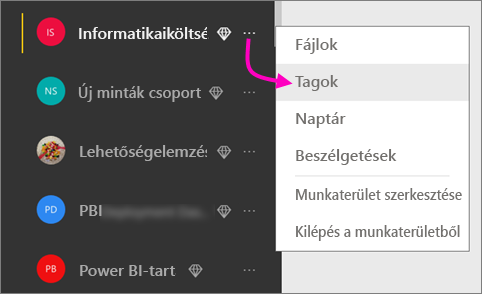 IS Informatikaiköltsé ...
Fájlok
Tagok
NS Új minták csoport ...
Naptár
Lehetőségelemzés ...
Beszélgetések
Munkaterület szerkesztése
PD PBI ...
Kilépés a munkaterületből
PB Power BI-tart ...